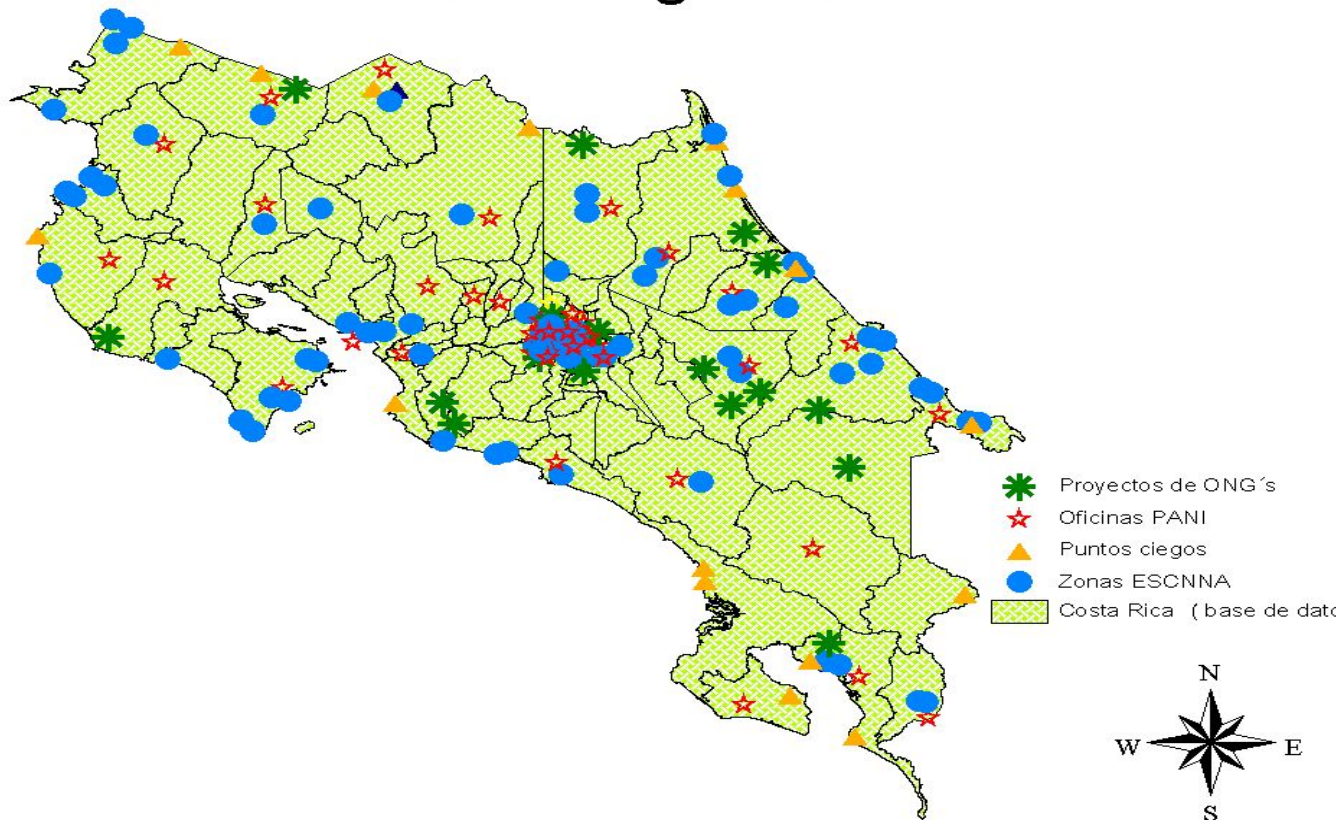 Proyectos de ONG´s
Oficinas PANI
Puntos ciegos
Zonas ESCNNA
Costa Rica ( base de dato
N
W E
S